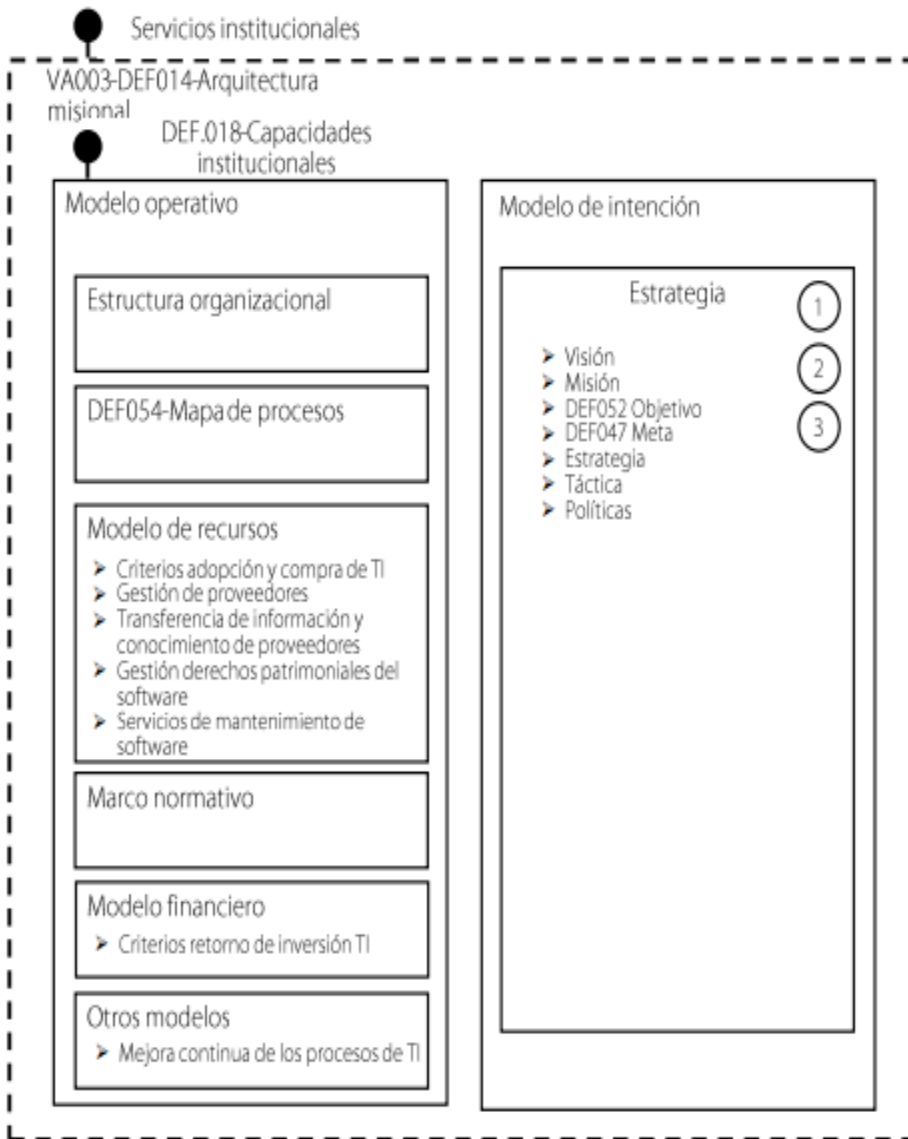 Servicios institucionales
VA003-DEF014-Arquitectura
misional
DEF.018-Capacidades
institucionales
Modelo operativo
Estructura organizacional
DEF054-Mapa de procesos
Modelo de recursos
➤ Criterios adopción y compra de TI
➤ Gestión de proveedores
➤ Transferencia de información y
conocimiento de proveedores
➤ Gestión derechos patrimoniales del
software
➤ Servicios de mantenimiento de
software
Marco normativo
Modelo financiero
➤ Criterios retorno de inversión TI
Otros modelos
➤ Mejora continua de los procesos de TI
Modelo de intención
Estrategia
1
2
3
➤ Visión
➤ Misión
➤ DEF052 Objetivo
➤ DEF047 Meta
➤ Estrategia
➤ Táctica
➤ Políticas